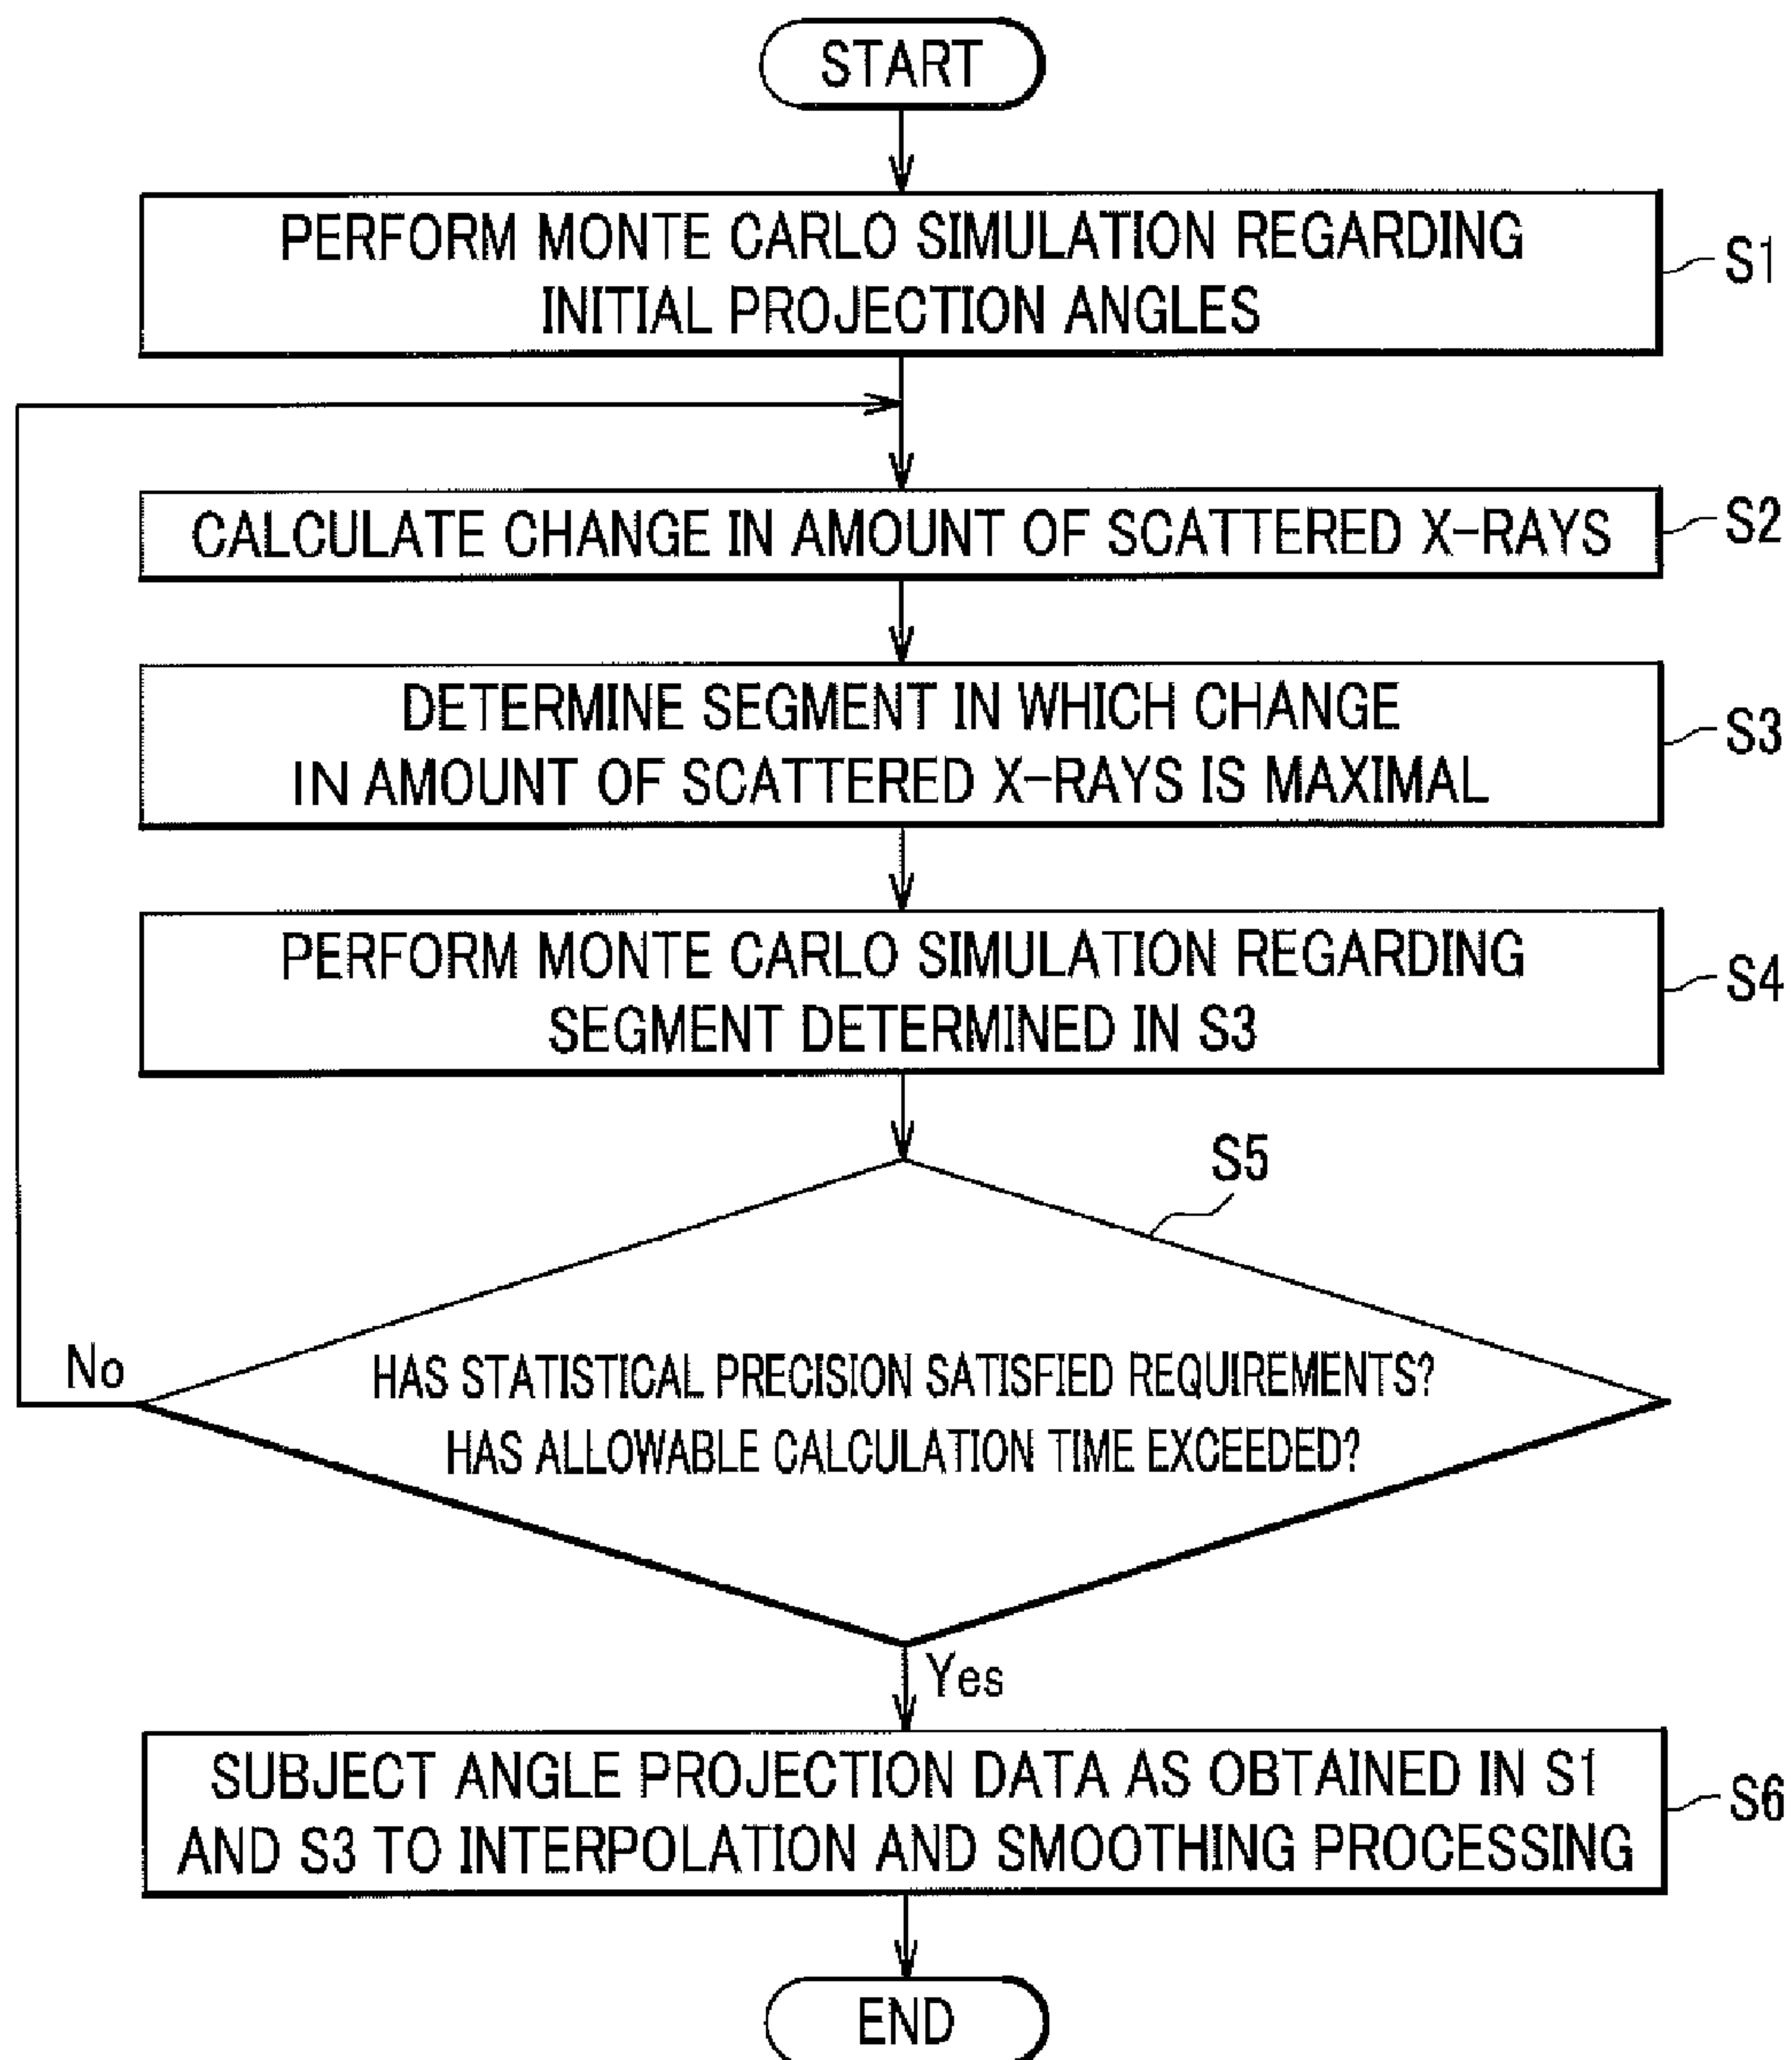 START
PERFORM MONTE CARLO SIMULATION REGARDING
INITIAL PROJECTION ANGLES
S1
CALCULATE CHANGE IN AMOUNT OF SCATTERED X-RAYS
S2
DETERMINE SEGMENT IN WHICH CHANGE
IN AMOUNT OF SCATTERED X-RAYS IS MAXIMAL
S3
PERFORM MONTE CARLO SIMULATION REGARDING
SEGMENT DETERMINED IN S3
S4
S5
No
HAS STATISTICAL PRECISION SATISFIED REQUIREMENTS?
HAS ALLOWABLE CALCULATION TIME EXCEEDED?
Yes
SUBJECT ANGLE PROJECTION DATA AS OBTAINED IN S1
AND S3 TO INTERPOLATION AND SMOOTHING PROCESSING
S6
END